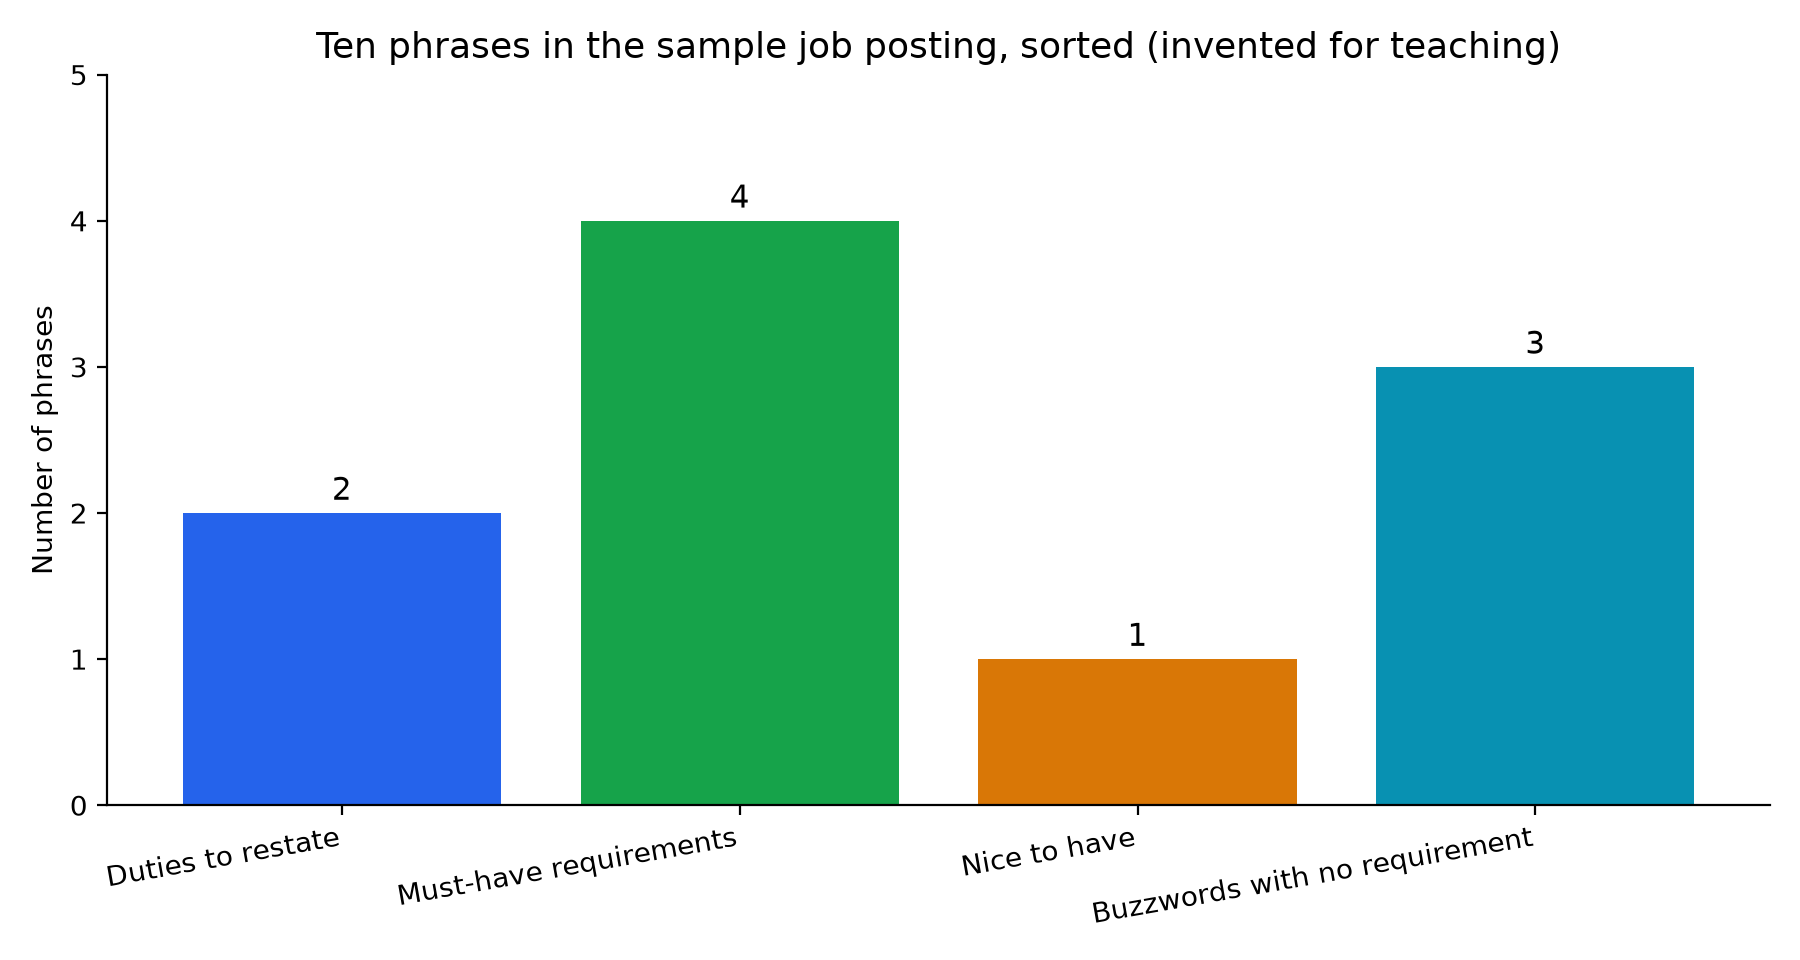 Ten phrases in the sample job posting, sorted (invented for teaching)
Number of phrases
5
4
3
2
1
0
2
4
1
3
Duties to restate
Must-have requirements
Nice to have
Buzzwords with no requirement